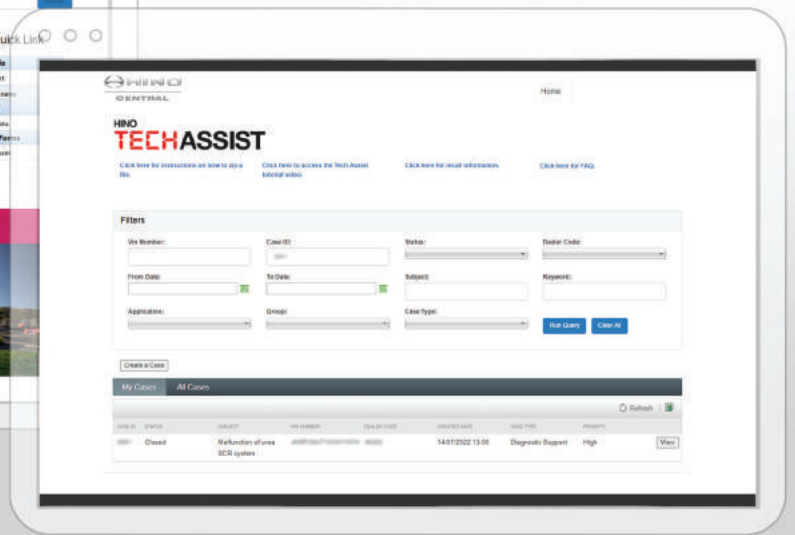 HINO
CENTRAL
Home
HINO
TECHASSIST
Click here for instructions on how to zip a
file.
Click here to access the Tech Assist
tutorial video.
Click here for recall information.
Click here for FAQ.
Filters
Vin Number:
Case ID:
Status:
Dealer Code:
From Date:
To Date:
Subject:
Keyword:
Application:
Group:
Case Type:
Run Query
Clear All
Create a Case
My Cases
All Cases
Refresh
CASE ID STATUS SUBJECT VIN NUMBER DEALER CODE CREATED DATE CASE TYPE PRIORITY
Closed Malfunction of urea 14/07/2022 13:06 Diagnostic Support High View
SCR system